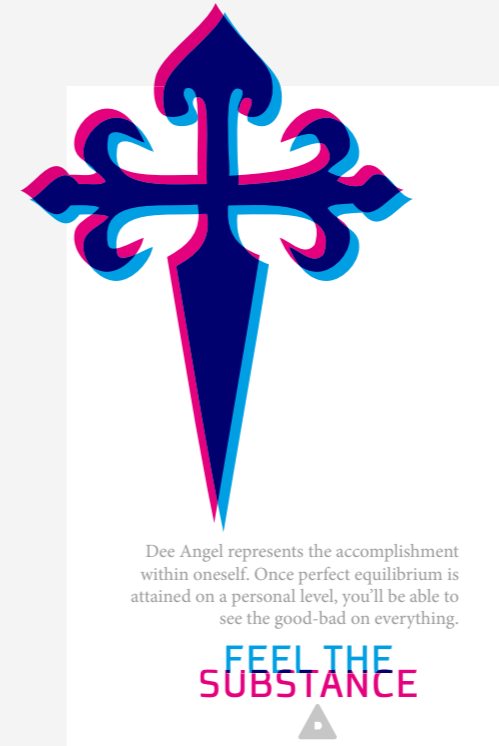 Dee Angel represents the accomplishment
within oneself. Once perfect equilibrium is
attained on a personal level, you'll be able to
see the good-bad on everything.
FEEL THE
SUBSTANCE
D